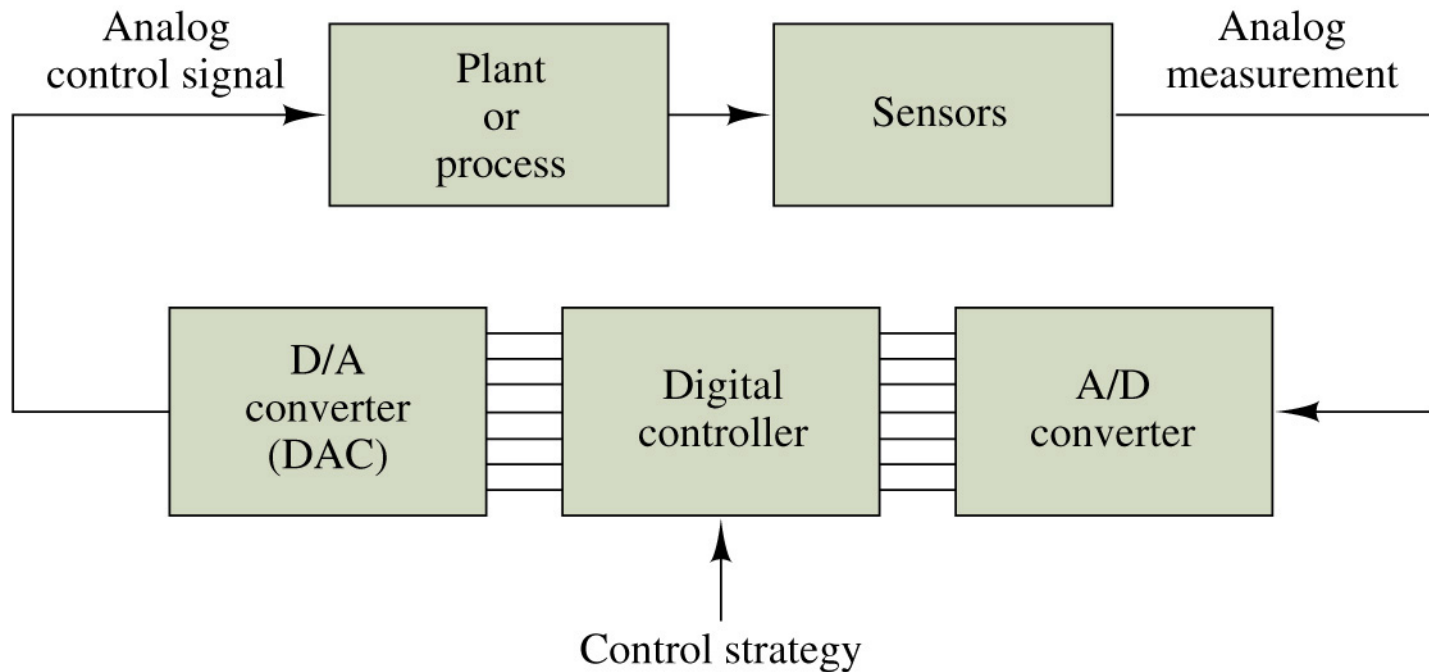 Analog
control signal
Plant
or
process
Sensors
Analog
measurement
D/A
converter
(DAC)
Digital
controller
A/D
converter
Control strategy